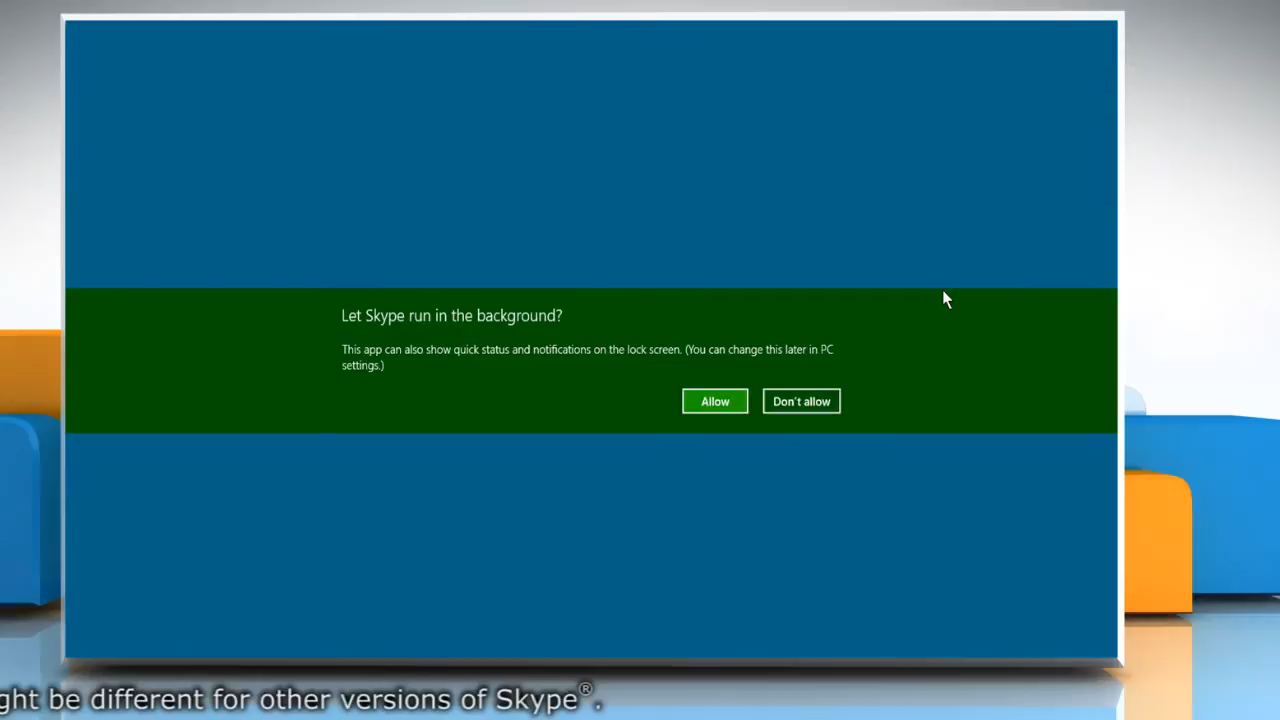 Let Skype run in the background?
This app can also show quick status and notifications on the lock screen. (You can change this later in PC
settings.)
Allow Don't allow
ght be different for other versions of Skype®.